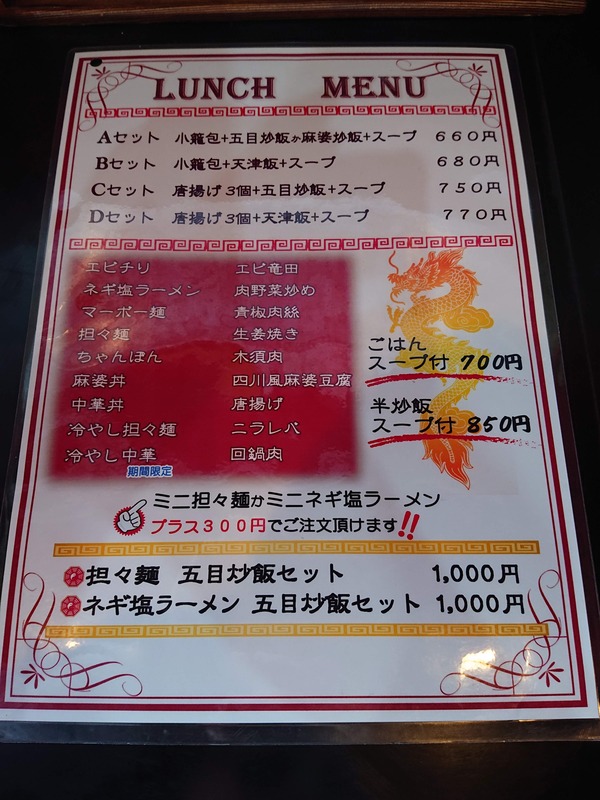 LUNCH MENU
Aセット 小籠包+五目炒飯か麻婆炒飯+スープ 660円
Bセット 小籠包+天津飯+スープ 680円
Cセット 唐揚げ3個+五目炒飯+スープ 750円
Dセット 唐揚げ3個+天津飯+スープ 770円
エビチリ
ネギ塩ラーメン
マーボー麺
担々麺
ちゃんぽん
麻婆丼
中華丼
冷やし担々麺
冷やし中華
期間限定
エビ竜田
肉野菜炒め
青椒肉絲
生姜焼き
木須肉
四川風麻婆豆腐
唐揚げ
ニラレバ
回鍋肉
ごはん
スープ付 700円
半炒飯
スープ付 850円
ミニ担々麺かミニネギ塩ラーメン
プラス300円でご注文頂けます!!
担々麺 五目炒飯セット 1,000円
ネギ塩ラーメン 五目炒飯セット 1,000円